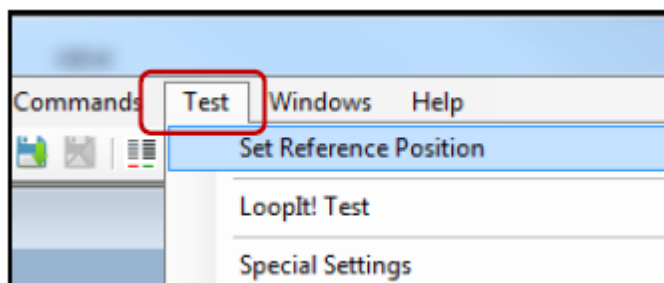 Commands Test Windows Help
Set Reference Position
LoopIt! Test
Special Settings